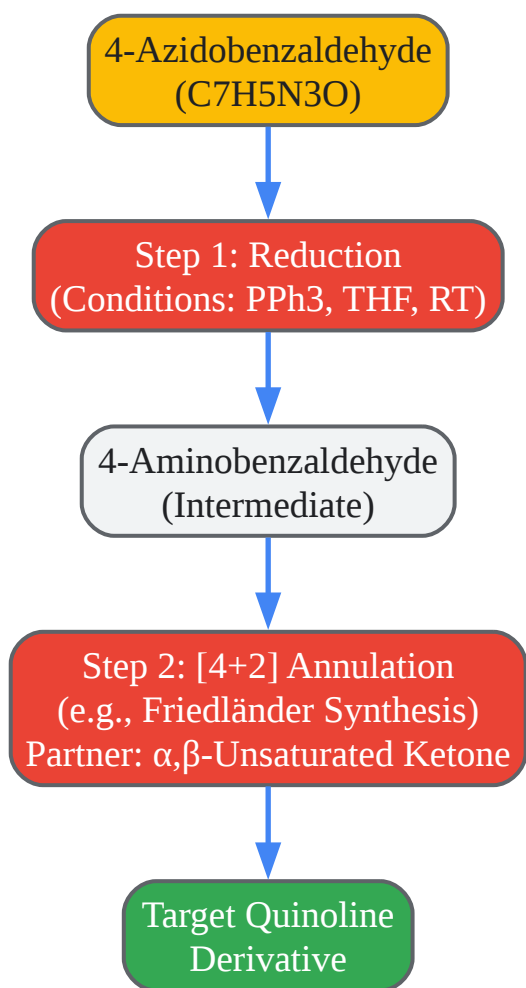 4-Azidobenzaldehyde
(C7H5N3O)
Step 1: Reduction
(Conditions: PPh3, THF, RT)
4-Aminobenzaldehyde
(Intermediate)
Step 2: [4+2] Annulation
(e.g., Friedländer Synthesis)
Partner: α,β-Unsaturated Ketone
Target Quinoline
Derivative